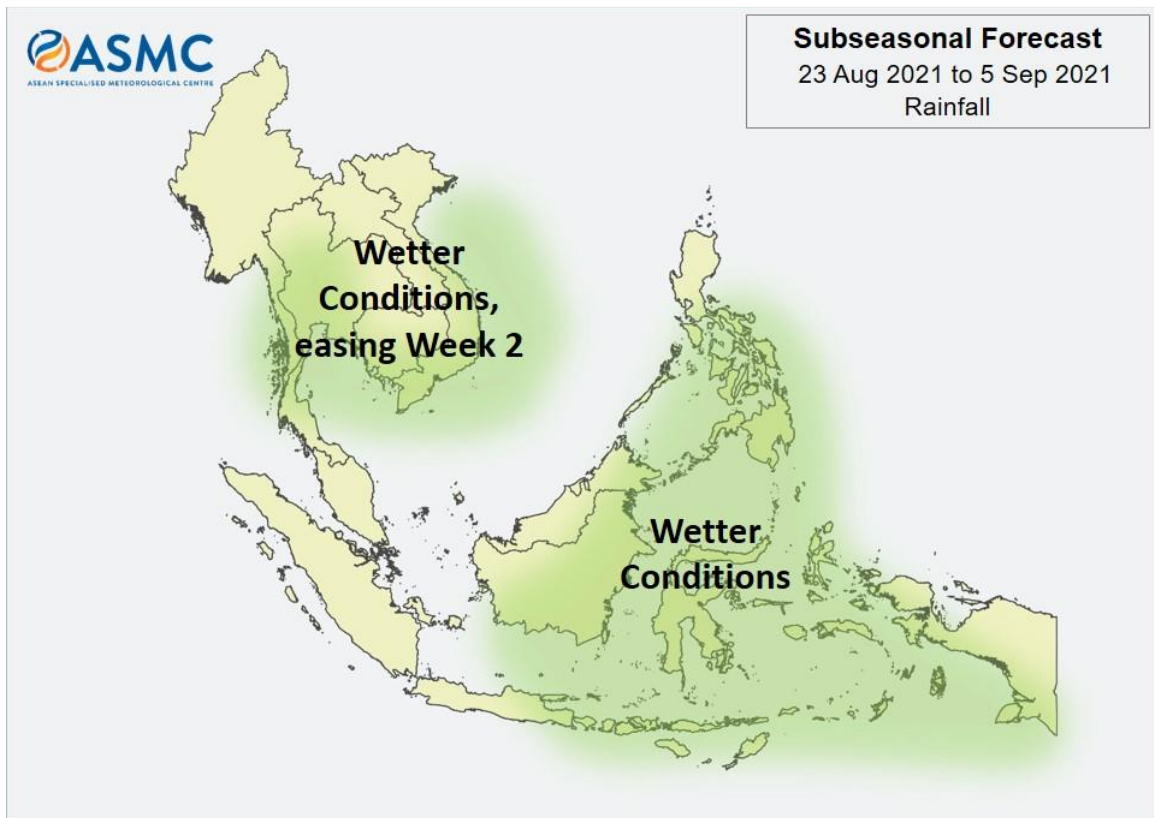 ASMC
ASEAN SPECIALISED METEOROLOGICAL CENTRE
Subseasonal Forecast
23 Aug 2021 to 5 Sep 2021
Rainfall
Wetter
Conditions,
easing Week 2
Wetter
Conditions